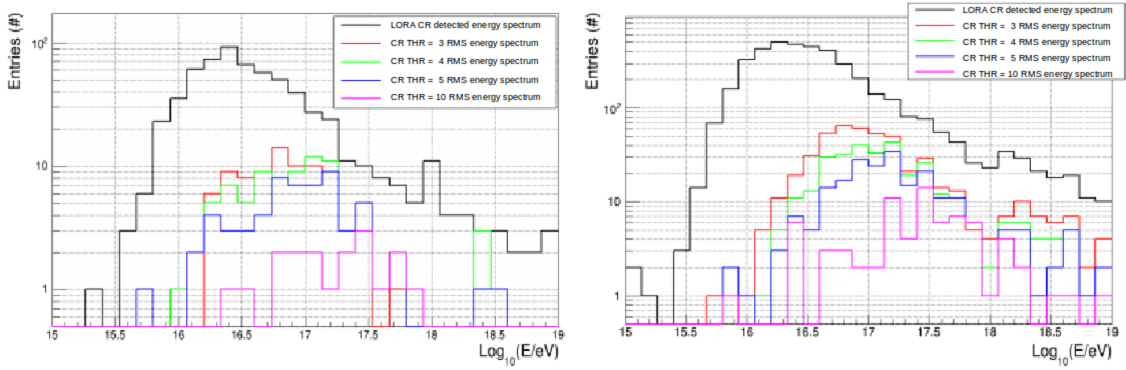 LORA CR detected energy spectrum
CR THR = 3 RMS energy spectrum
CR THR = 4 RMS energy spectrum
CR THR = 5 RMS energy spectrum
CR THR = 10 RMS energy spectrum
Entries (#)
10²
10
1
15 15.5 16 16.5 17 17.5 18 18.5 19
Log₁₀(E/eV)
LORA CR detected energy spectrum
CR THR = 3 RMS energy spectrum
CR THR = 4 RMS energy spectrum
CR THR = 5 RMS energy spectrum
CR THR = 10 RMS energy spectrum
Entries (#)
10²
10
1
15 15.5 16 16.5 17 17.5 18 18.5 19
Log₁₀(E/eV)